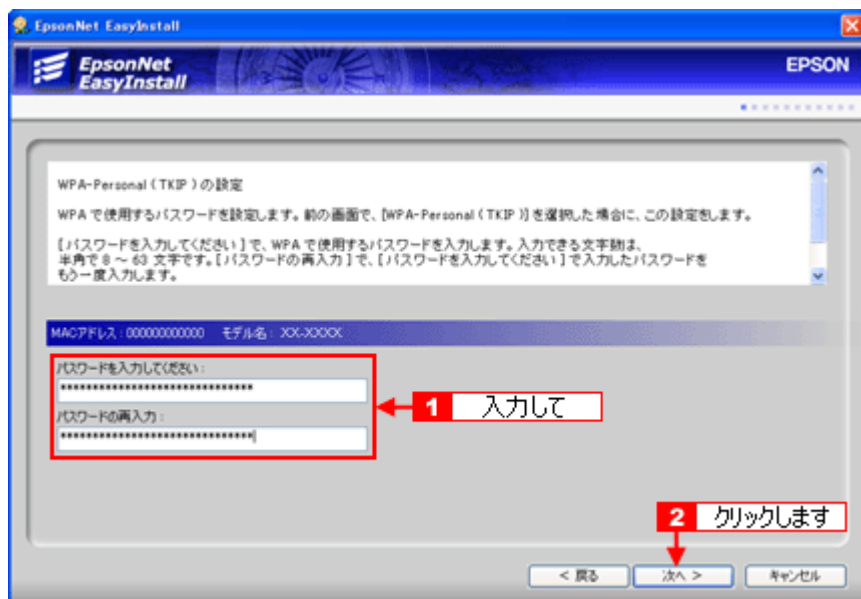 EpsonNet EasyInstall
EpsonNet
EasyInstall
EPSON
WPA-Personal (TKIP)の設定
WPA で使用するパスワードを設定します。前の画面で、[WPA-Personal (TKIP)]を選択した場合に、この設定をします。
[パスワードを入力してください]で、WPA で使用するパスワードを入力します。入力できる文字数は、
半角で 8 ～ 63 文字です。[パスワードの再入力]で、[パスワードを入力してください]で入力したパスワードを
もう一度入力します。
MACアドレス：000000000000 モデル名： XX-XXXX
パスワードを入力してください：
******************************
パスワードの再入力：
******************************
1 入力して
2 クリックします
< 戻る 次へ > キャンセル